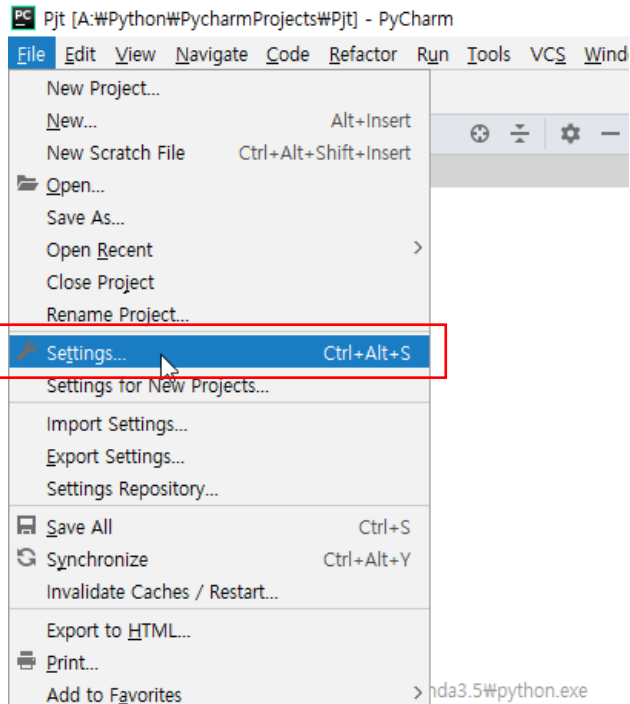 PC Pjt [A:₩Python₩PycharmProjects₩Pjt] - PyCharm
File Edit View Navigate Code Refactor Run Tools VCS Wind
New Project...
New... Alt+Insert
New Scratch File Ctrl+Alt+Shift+Insert
Open...
Save As...
Open Recent
Close Project
Rename Project...
Settings... Ctrl+Alt+S
Settings for New Projects...
Import Settings...
Export Settings...
Settings Repository...
Save All Ctrl+S
Synchronize Ctrl+Alt+Y
Invalidate Caches / Restart...
Export to HTML...
Print...
Add to Favorites
nda3.5₩python.exe